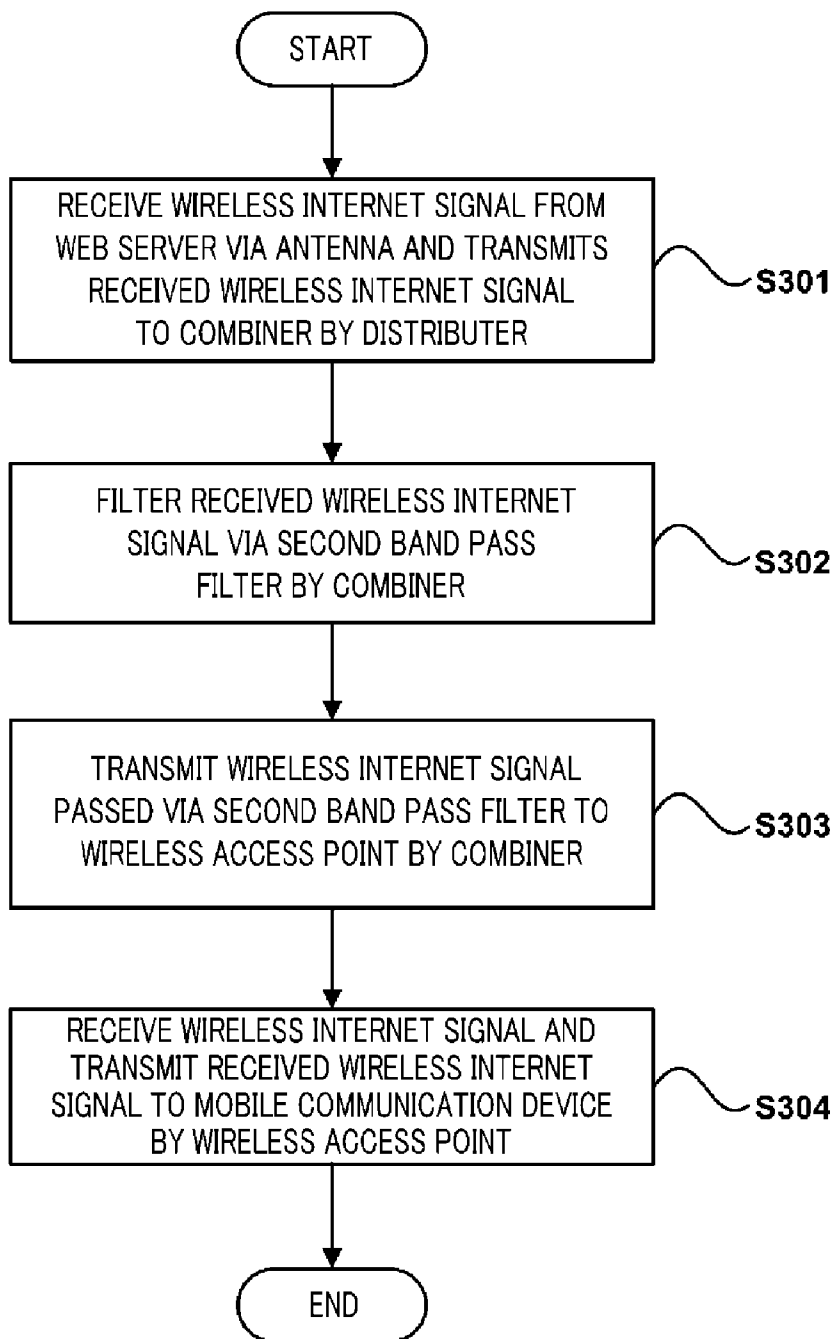 START
RECEIVE WIRELESS INTERNET SIGNAL FROM
WEB SERVER VIA ANTENNA AND TRANSMITS
RECEIVED WIRELESS INTERNET SIGNAL
TO COMBINER BY DISTRIBUTER
S301
FILTER RECEIVED WIRELESS INTERNET
SIGNAL VIA SECOND BAND PASS
FILTER BY COMBINER
S302
TRANSMIT WIRELESS INTERNET SIGNAL
PASSED VIA SECOND BAND PASS FILTER TO
WIRELESS ACCESS POINT BY COMBINER
S303
RECEIVE WIRELESS INTERNET SIGNAL AND
TRANSMIT RECEIVED WIRELESS INTERNET
SIGNAL TO MOBILE COMMUNICATION DEVICE
BY WIRELESS ACCESS POINT
S304
END